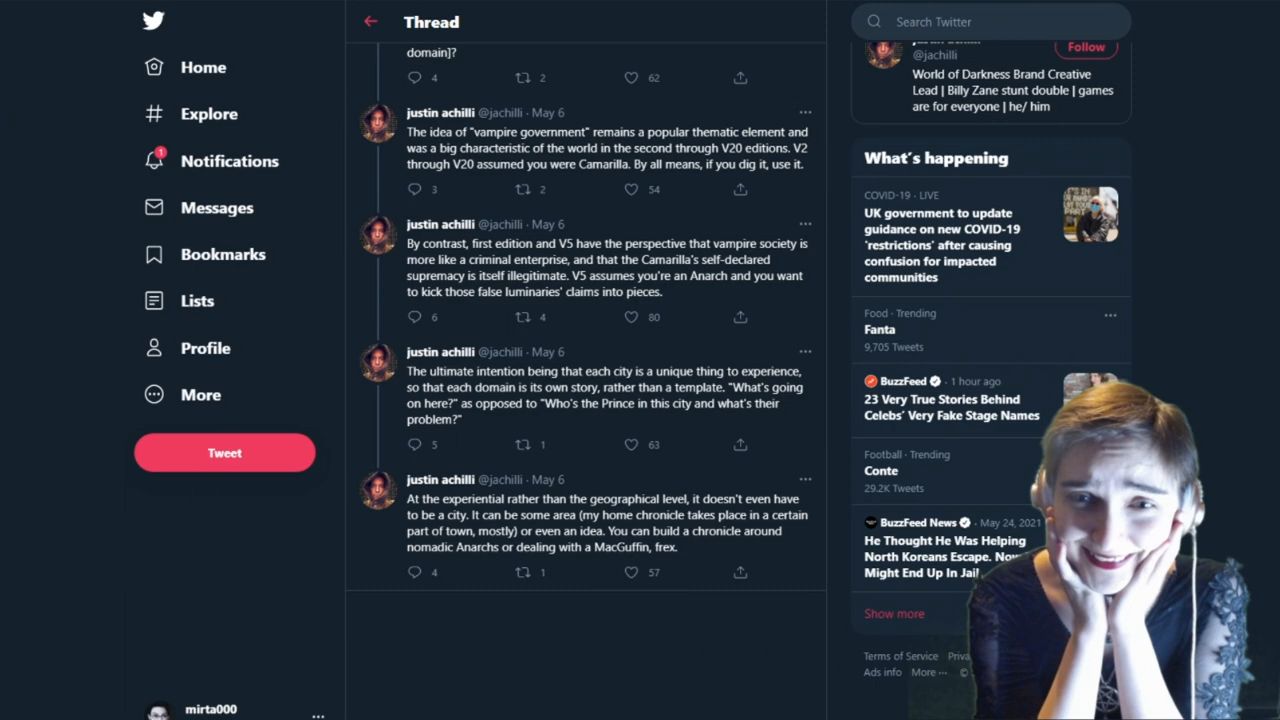 Home
Explore
1
Notifications
Messages
Bookmarks
Lists
Profile
More
Tweet
mirta000
Thread
domain]?
4 2 62
justin achilli @jachilli · May 6
The idea of "vampire government" remains a popular thematic element and
was a big characteristic of the world in the second through V20 editions. V2
through V20 assumed you were Camarilla. By all means, if you dig it, use it.
3 2 54
justin achilli @jachilli · May 6
By contrast, first edition and V5 have the perspective that vampire society is
more like a criminal enterprise, and that the Camarilla's self-declared
supremacy is itself illegitimate. V5 assumes you're an Anarch and you want
to kick those false luminaries' claims into pieces.
6 4 80
justin achilli @jachilli · May 6
The ultimate intention being that each city is a unique thing to experience,
so that each domain is its own story, rather than a template. "What's going
on here?" as opposed to "Who's the Prince in this city and what's their
problem?"
5 1 63
justin achilli @jachilli · May 6
At the experiential rather than the geographical level, it doesn't even have
to be a city. It can be some area (my home chronicle takes place in a certain
part of town, mostly) or even an idea. You can build a chronicle around
nomadic Anarchs or dealing with a MacGuffin, frex.
4 1 57
Search Twitter
@jachilli
Follow
World of Darkness Brand Creative
Lead | Billy Zane stunt double | games
are for everyone | he/ him
What's happening
COVID-19 · LIVE
UK government to update
guidance on new COVID-19
'restrictions' after causing
confusion for impacted
communities
Food · Trending
Fanta
9,705 Tweets
BuzzFeed · 1 hour ago
23 Very True Stories Behind
Celebs' Very Fake Stage Names
Football · Trending
Conte
29.2K Tweets
BuzzFeed News · May 24, 2021
He Thought He Was Helping
North Koreans Escape. Now
Might End Up In Jail
Show more
Terms of Service
Ads info More ··· ©